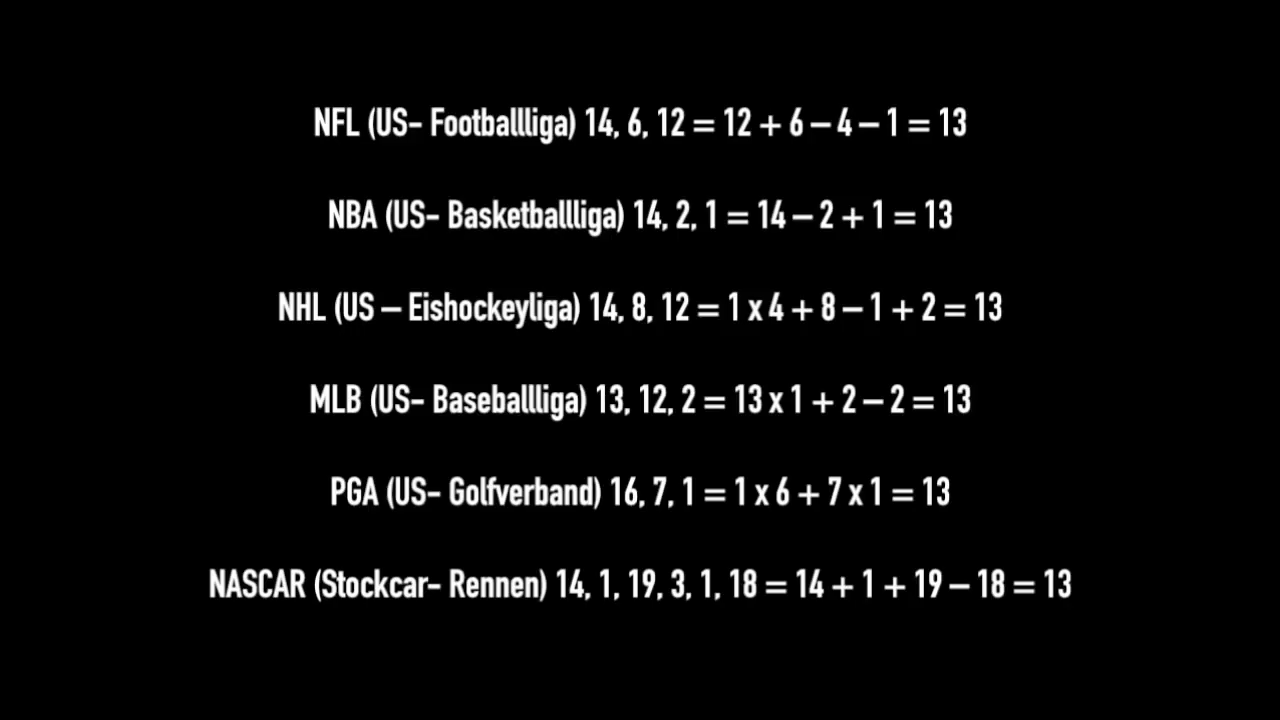 NFL (US– Footballliga) 14, 6, 12 = 12 + 6 – 4 – 1 = 13
NBA (US– Basketballliga) 14, 2, 1 = 14 – 2 + 1 = 13
NHL (US – Eishockeyliga) 14, 8, 12 = 1 x 4 + 8 – 1 + 2 = 13
MLB (US– Baseballliga) 13, 12, 2 = 13 x 1 + 2 – 2 = 13
PGA (US– Golfverband) 16, 7, 1 = 1 x 6 + 7 x 1 = 13
NASCAR (Stockcar– Rennen) 14, 1, 19, 3, 1, 18 = 14 + 1 + 19 – 18 = 13